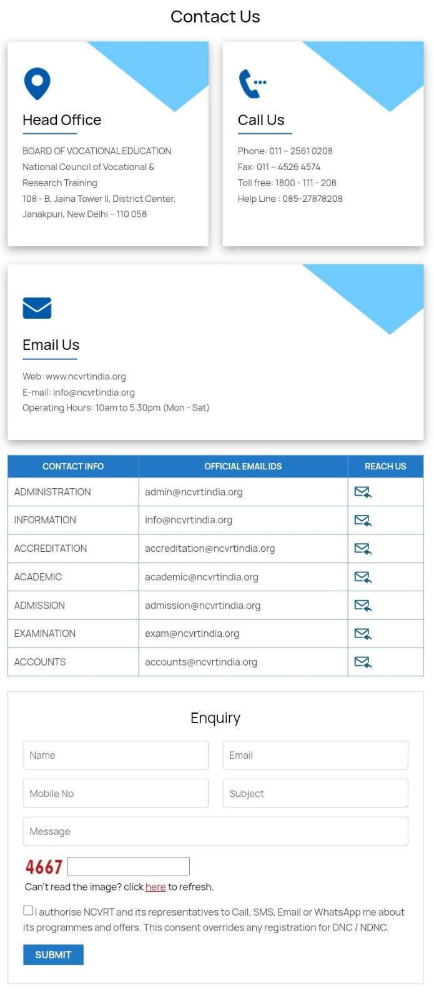 Contact Us
Head Office
BOARD OF VOCATIONAL EDUCATION
National Council of Vocational &
Research Training
108 - B, Jaina Tower II, District Center,
Janakpuri, New Delhi – 110 058
Call Us
Phone: 011 – 2561 0208
Fax: 011 – 4526 4574
Toll free: 1800 - 111 - 208
Help Line : 085-27878208
Email Us
Web: www.ncvrtindia.org
E-mail: info@ncvrtindia.org
Operating Hours: 10am to 5.30pm (Mon - Sat)
CONTACT INFO OFFICIAL EMAIL IDS REACH US
ADMINISTRATION admin@ncvrtindia.org
INFORMATION info@ncvrtindia.org
ACCREDITATION accreditation@ncvrtindia.org
ACADEMIC academic@ncvrtindia.org
ADMISSION admission@ncvrtindia.org
EXAMINATION exam@ncvrtindia.org
ACCOUNTS accounts@ncvrtindia.org
Enquiry
Name Email
Mobile No Subject
Message
4667
Can't read the image? click here to refresh.
I authorise NCVRT and its representatives to Call, SMS, Email or WhatsApp me about
its programmes and offers. This consent overrides any registration for DNC / NDNC.
SUBMIT